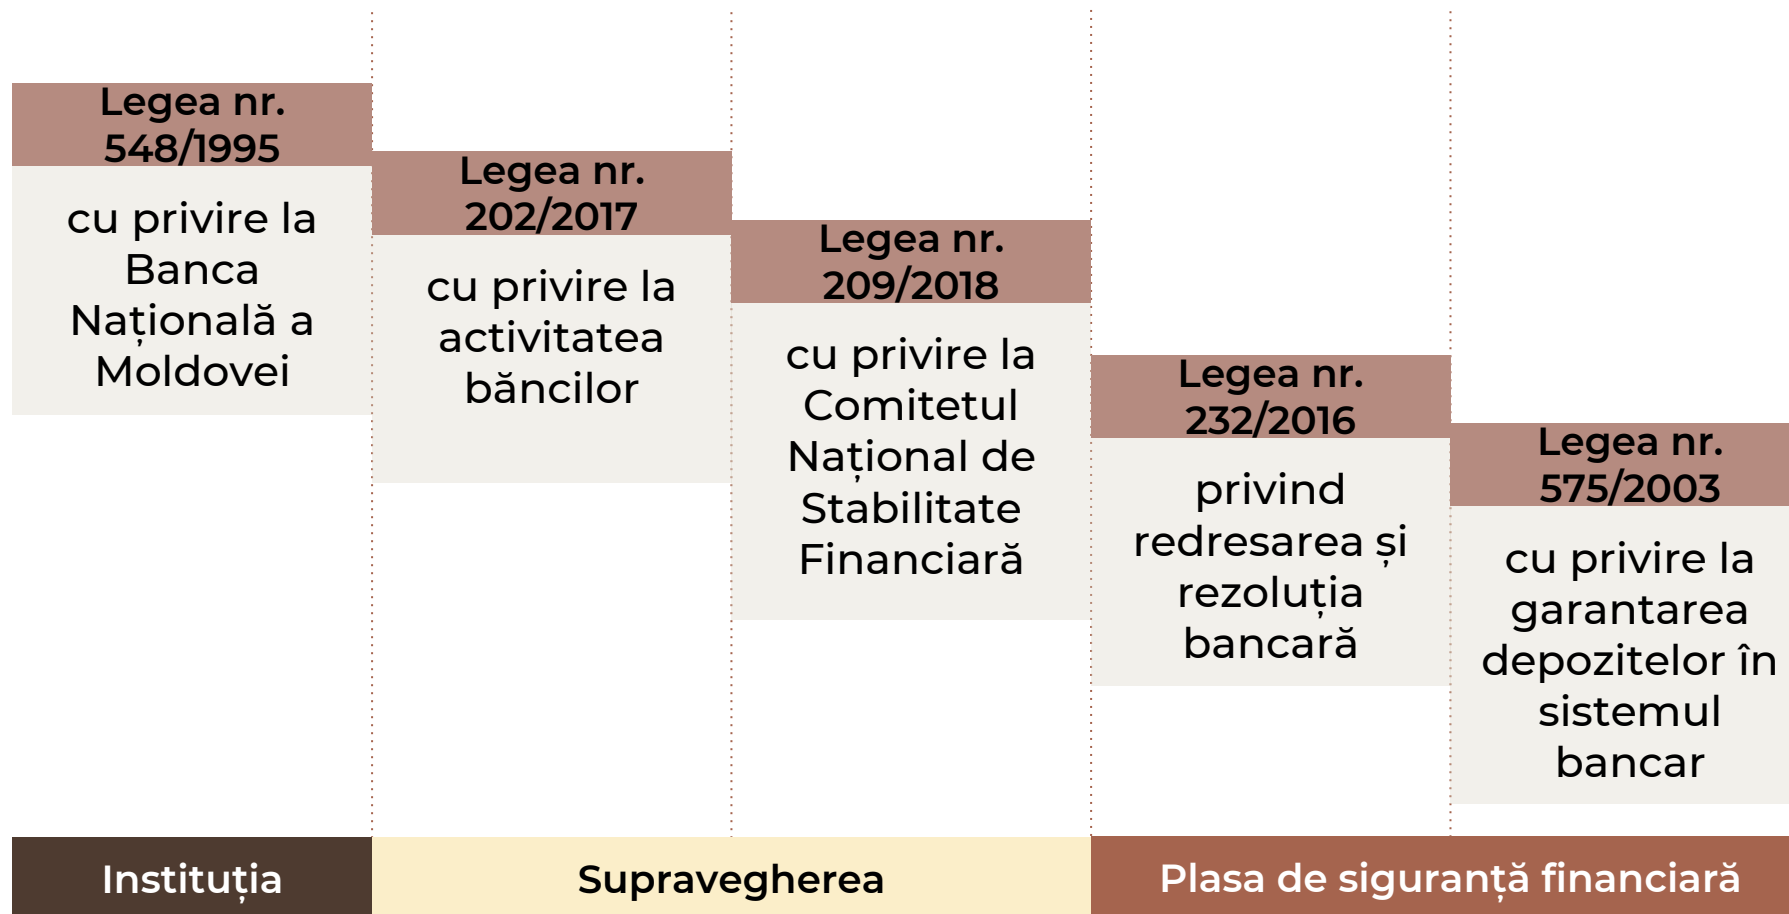 Legea nr.
548/1995
cu privire la
Banca
Națională a
Moldovei
Legea nr.
202/2017
cu privire la
activitatea
băncilor
Legea nr.
209/2018
cu privire la
Comitetul
Național de
Stabilitate
Financiară
Legea nr.
232/2016
privind
redresarea și
rezoluția
bancară
Legea nr.
575/2003
cu privire la
garantarea
depozitelor în
sistemul
bancar
Instituția
Supravegherea
Plasa de siguranță financiară